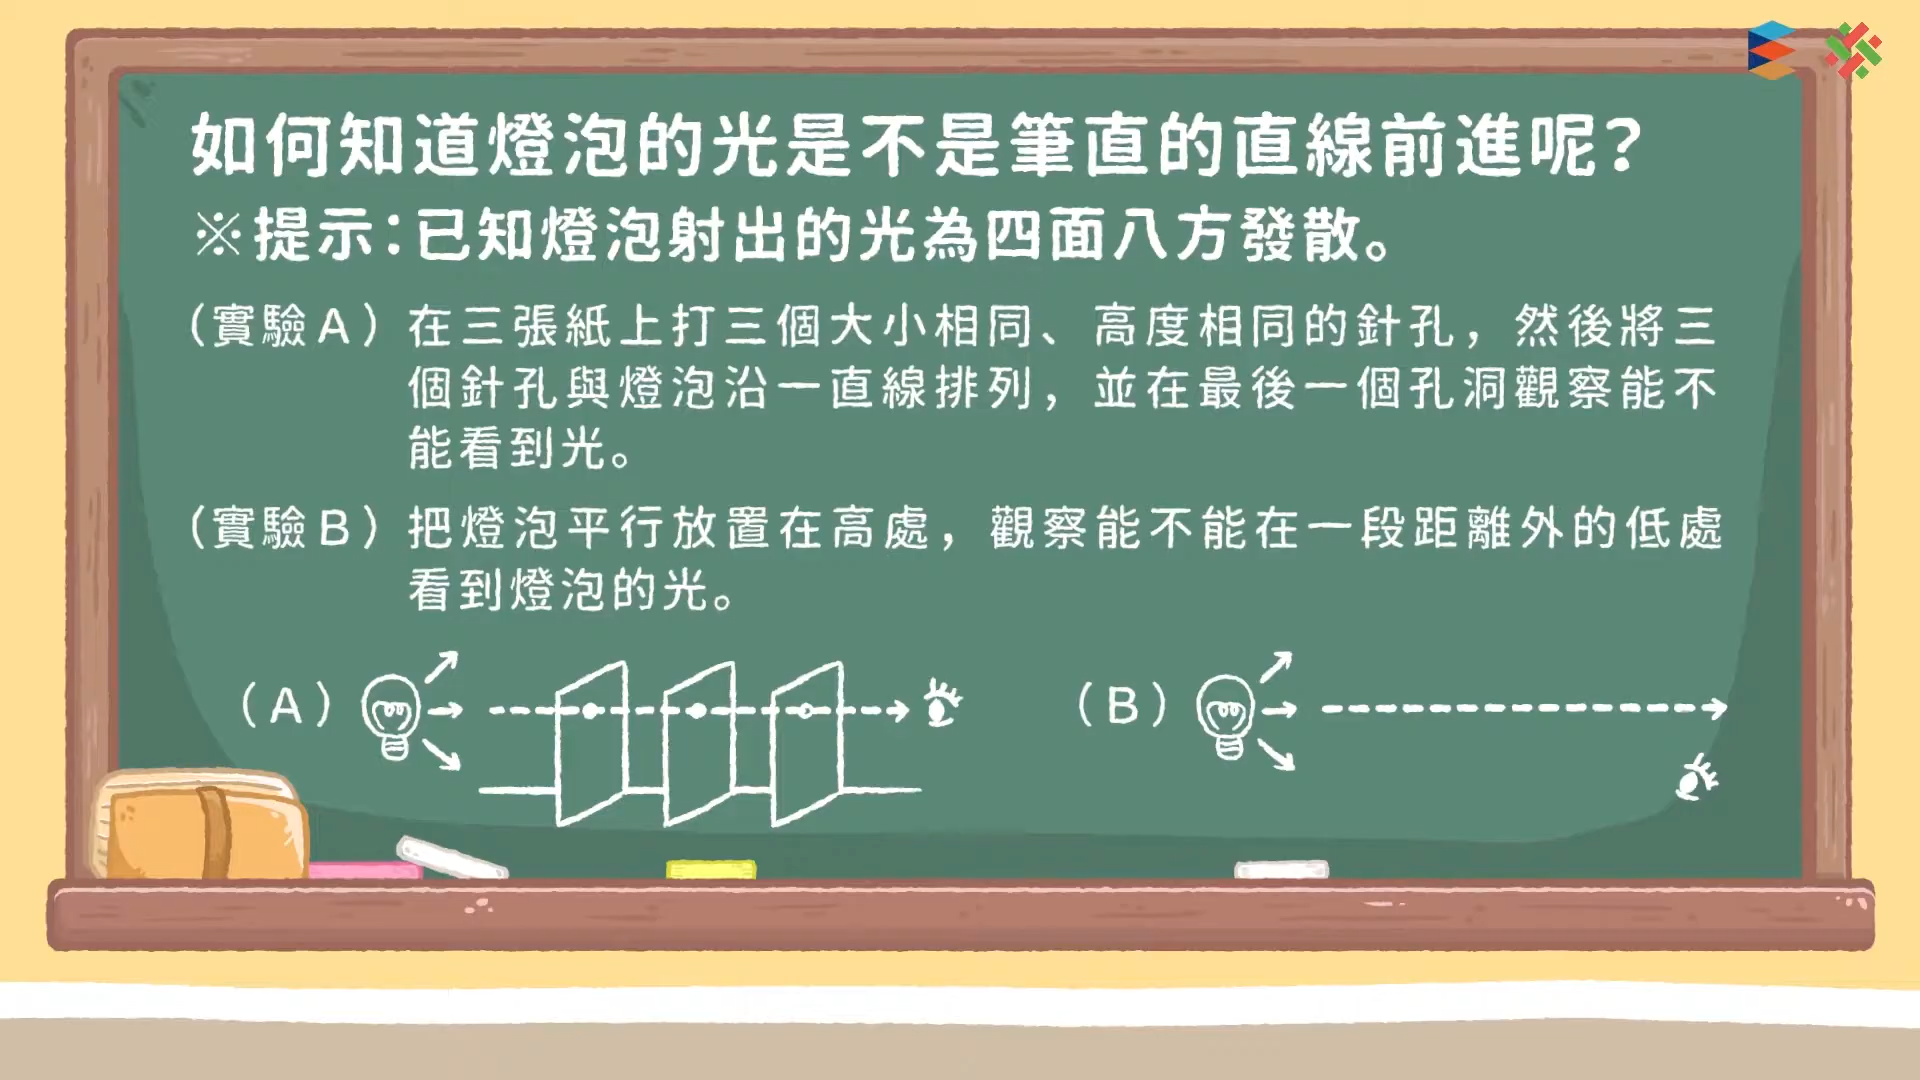 如何知道燈泡的光是不是筆直的直線前進呢？
※提示：已知燈泡射出的光為四面八方發散。
（實驗A）在三張紙上打三個大小相同、高度相同的針孔，然後將三
個針孔與燈泡沿一直線排列，並在最後一個孔洞觀察能不
能看到光。
（實驗B）把燈泡平行放置在高處，觀察能不能在一段距離外的低處
看到燈泡的光。
（A）
（B）